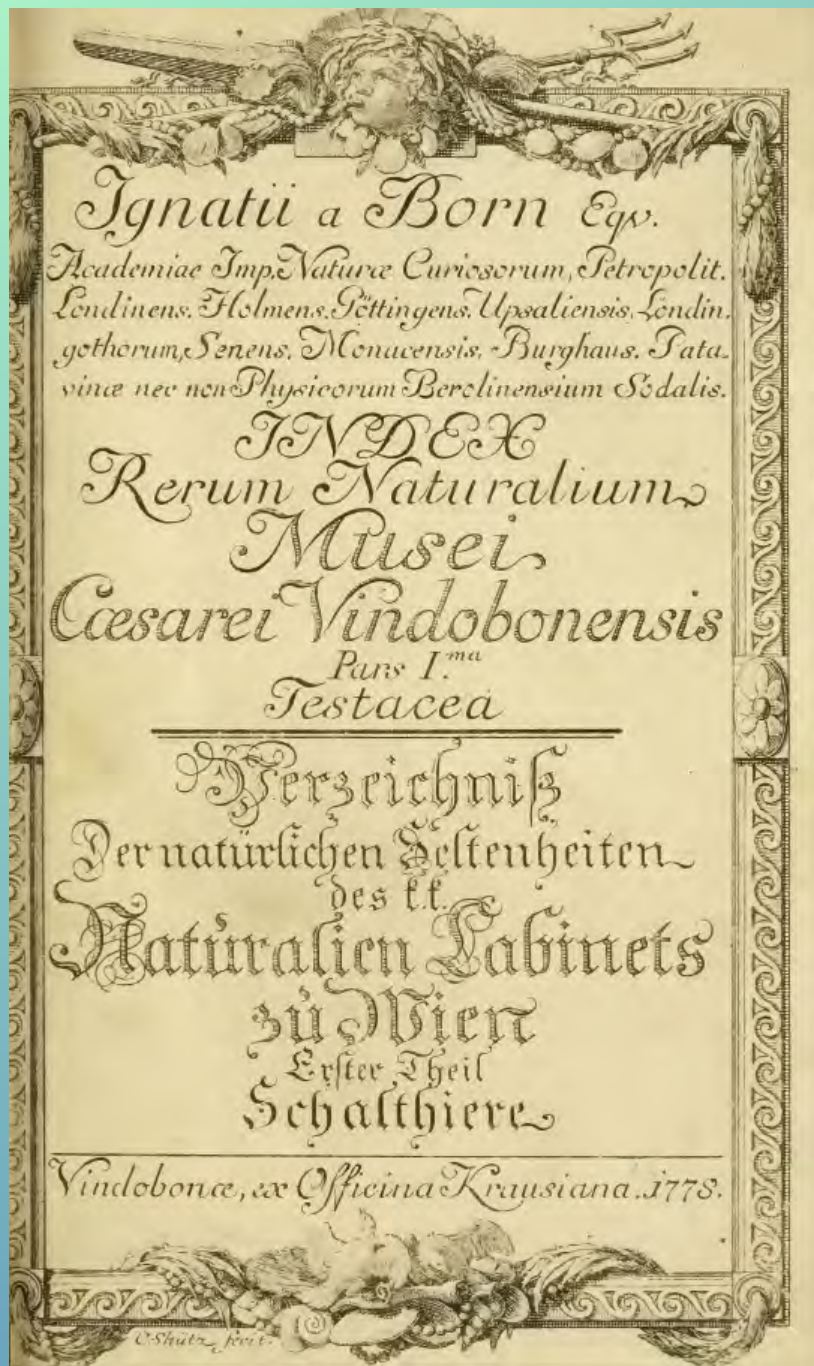 Ignatii a Born Eqv.
Academiae Imp. Naturæ Curiosorum, Petropolit.
Londinens. Holmens. Göttingens. Upsaliensis. Londin.
gothorum, Senens. Monacensis. Burghaus. Pata-
vinæ nec non Physicorum Berolinensium Sodalis.
INDEX
Rerum Naturalium
Musei
Cæsarei Vindobonensis
Pars I.ma
Testacea
Verzeichniß
Der natürlichen Seltenheiten
des k.k.
Naturalien Cabinets
zu Wien
Erster Theil
Schalthiere
Vindobonæ, ex Officina Krausiana. 1778.
C. Shütz fecit.